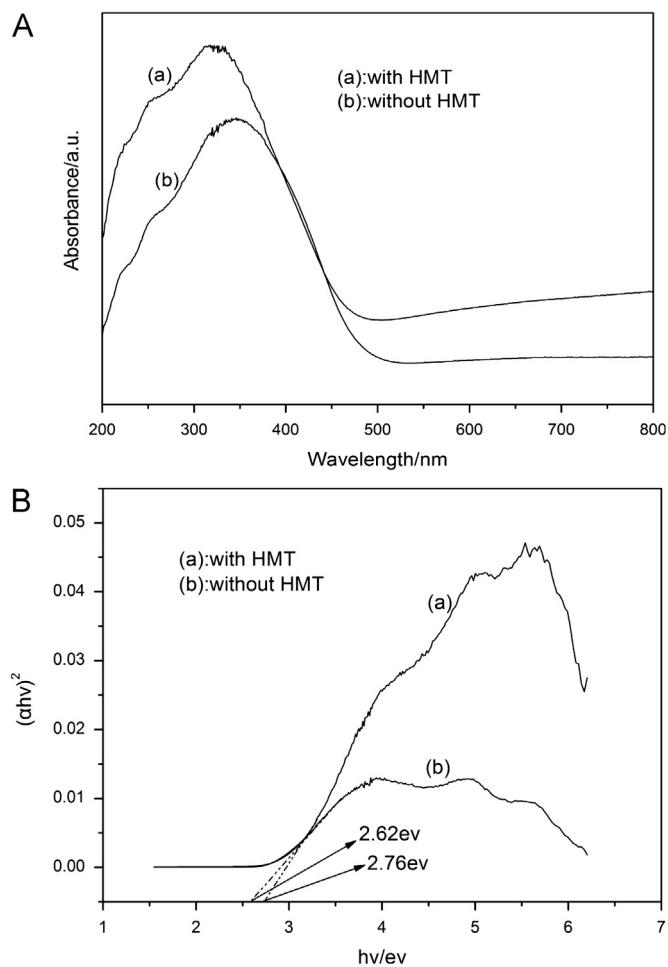 A
Absorbance/a.u.
(a)
(b)
(a):with HMT
(b):without HMT
200 300 400 500 600 700 800
Wavelength/nm
B
(αhv)²
0.05
0.04
0.03
0.02
0.01
0.00
(a):with HMT
(b):without HMT
(a)
(b)
2.62ev
2.76ev
1 2 3 4 5 6 7
hv/ev